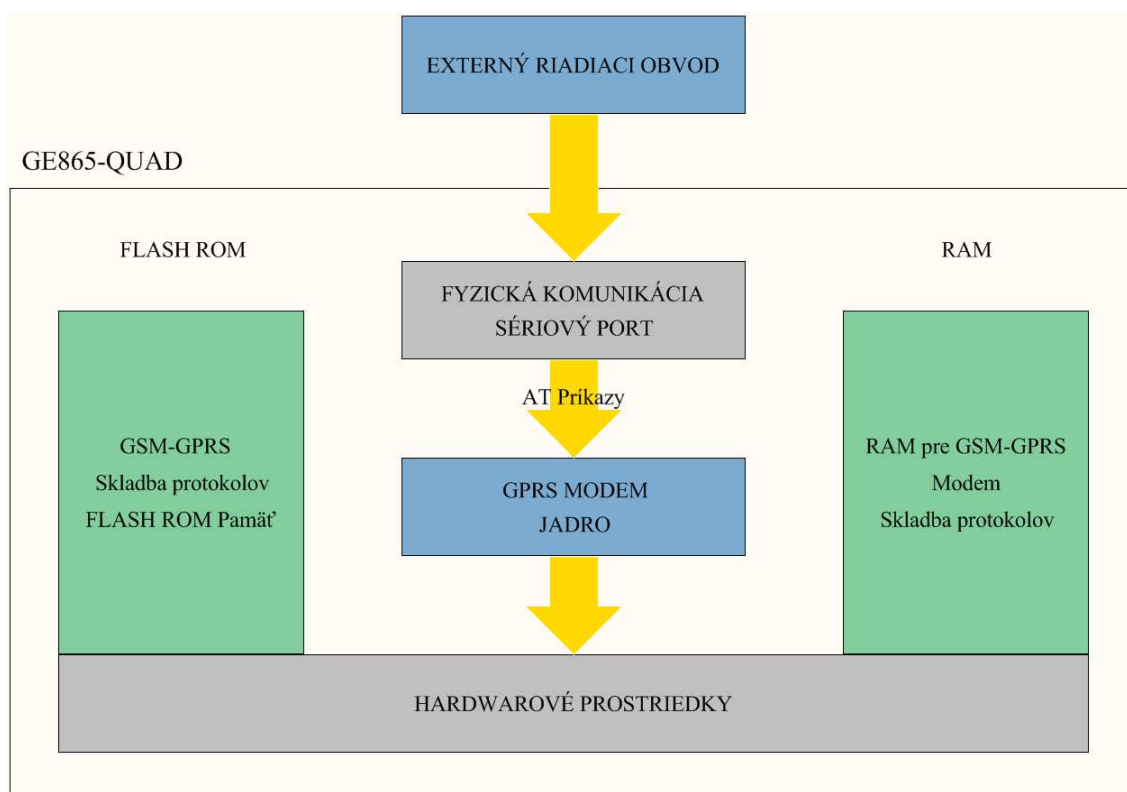 EXTERNÝ RIADIACI OBVOD
GE865-QUAD
FLASH ROM
RAM
FYZICKÁ KOMUNIKÁCIA
SÉRIOVÝ PORT
AT Príkazy
GSM-GPRS
Skladba protokolov
FLASH ROM Pamäť
GPRS MODEM
JADRO
RAM pre GSM-GPRS
Modem
Skladba protokolov
HARDWAROVÉ PROSTRIEDKY